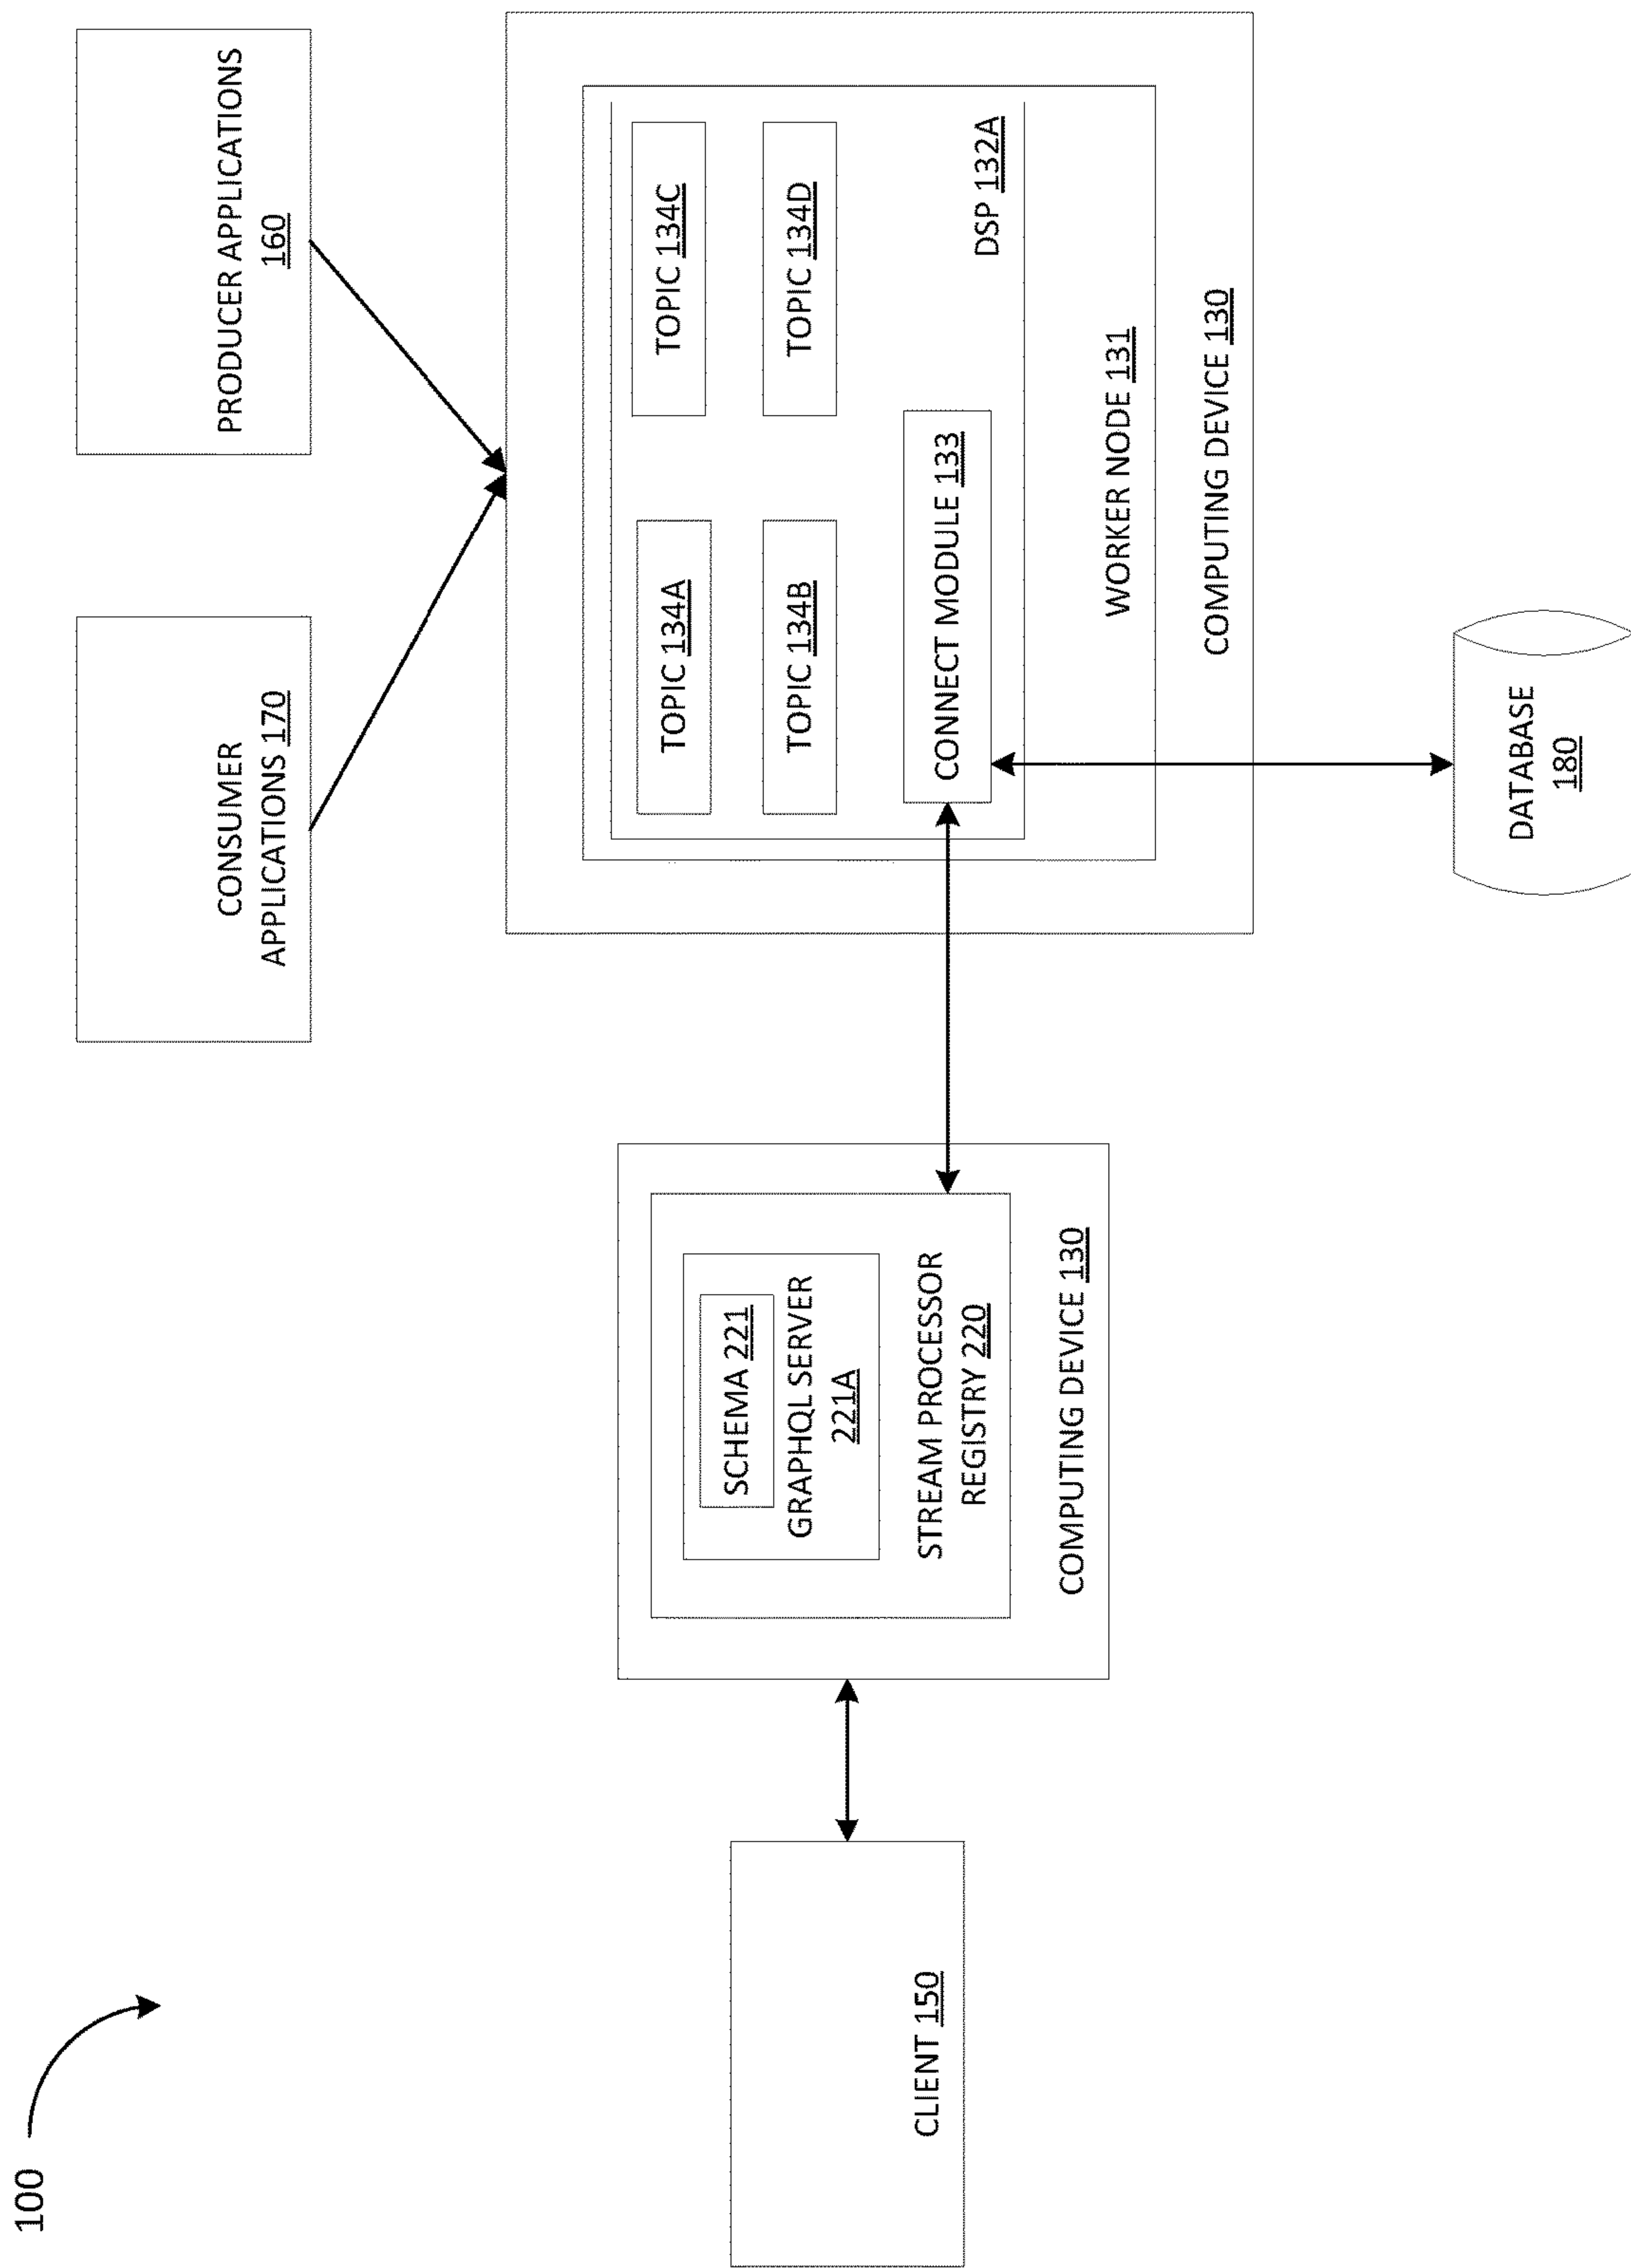 100
CONSUMER
APPLICATIONS 170
PRODUCER APPLICATIONS
160
CLIENT 150
SCHEMA 221
GRAPHQL SERVER
221A
STREAM PROCESSOR
REGISTRY 220
COMPUTING DEVICE 130
TOPIC 134A
TOPIC 134C
TOPIC 134B
TOPIC 134D
CONNECT MODULE 133
DSP 132A
WORKER NODE 131
COMPUTING DEVICE 130
DATABASE
180